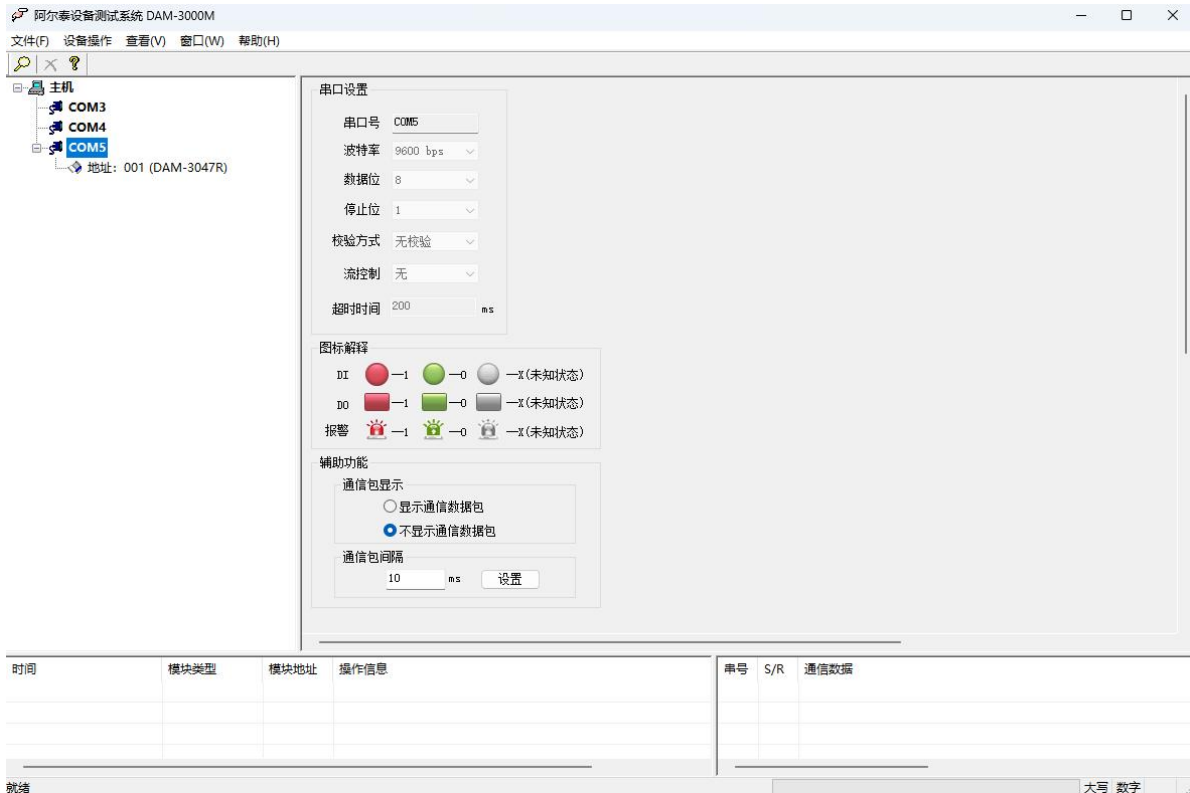 阿尔泰设备测试系统 DAM-3000M
文件(F) 设备操作 查看(V) 窗口(W) 帮助(H)
主机
COM3
COM4
COM5
地址：001 (DAM-3047R)
串口设置
串口号 COM5
波特率 9600 bps
数据位 8
停止位 1
校验方式 无校验
流控制 无
超时时间 200 ms
图标解释
DI —1 —0 —X(未知状态)
DO —1 —0 —X(未知状态)
报警 —1 —0 —X(未知状态)
辅助功能
通信包显示
显示通信数据包
不显示通信数据包
通信包间隔
10 ms 设置
时间 模块类型 模块地址 操作信息
串号 S/R 通信数据
就绪 大写 数字